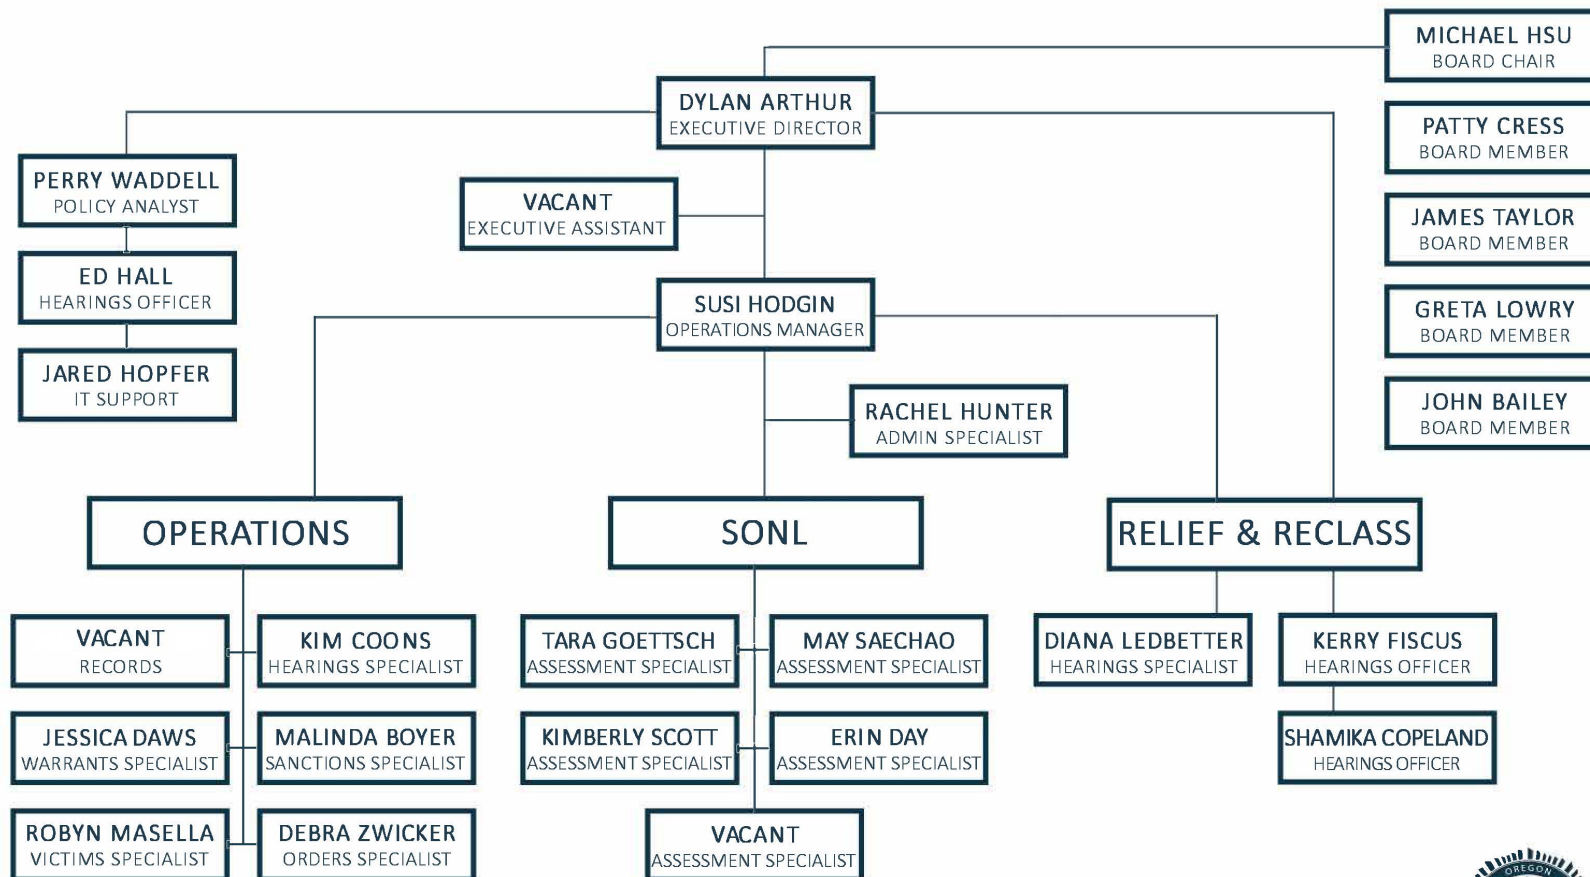 MICHAEL HSU
BOARD CHAIR
DYLAN ARTHUR
EXECUTIVE DIRECTOR
PATTY CRESS
BOARD MEMBER
PERRY WADDELL
POLICY ANALYST
VACANT
EXECUTIVE ASSISTANT
JAMES TAYLOR
BOARD MEMBER
ED HALL
HEARINGS OFFICER
SUSI HODGIN
OPERATIONS MANAGER
GRETA LOWRY
BOARD MEMBER
JARED HOPFER
IT SUPPORT
RACHEL HUNTER
ADMIN SPECIALIST
JOHN BAILEY
BOARD MEMBER
OPERATIONS
SONL
RELIEF & RECLASS
VACANT
RECORDS
KIM COONS
HEARINGS SPECIALIST
TARA GOETTSCH
ASSESSMENT SPECIALIST
MAY SAECHAO
ASSESSMENT SPECIALIST
DIANA LEDBETTER
HEARINGS SPECIALIST
KERRY FISCUS
HEARINGS OFFICER
JESSICA DAWS
WARRANTS SPECIALIST
MALINDA BOYER
SANCTIONS SPECIALIST
KIMBERLY SCOTT
ASSESSMENT SPECIALIST
ERIN DAY
ASSESSMENT SPECIALIST
SHAMIKA COPELAND
HEARINGS OFFICER
ROBYN MASELLA
VICTIMS SPECIALIST
DEBRA ZWICKER
ORDERS SPECIALIST
VACANT
ASSESSMENT SPECIALIST
OREGON